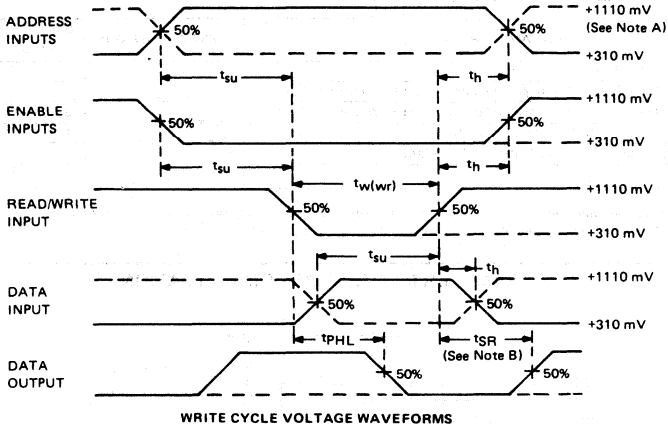 ADDRESS
INPUTS
50%
50%
+1110 mV
(See Note A)
+310 mV
tsu
th
ENABLE
INPUTS
50%
50%
+1110 mV
+310 mV
tsu
th
tw(wr)
READ/WRITE
INPUT
50%
50%
+1110 mV
+310 mV
tsu
th
DATA
INPUT
50%
50%
+1110 mV
+310 mV
tPHL
tSR
(See Note B)
DATA
OUTPUT
50%
50%
WRITE CYCLE VOLTAGE WAVEFORMS